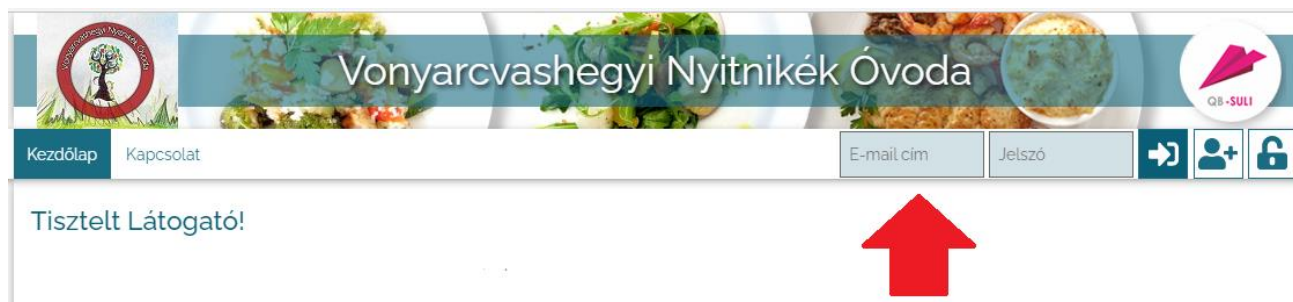 Vonyarcvashegyi Nyitnikék Óvoda
Vonyarcvashegyi Nyitnikék Óvoda
QB-SULI
Kezdőlap Kapcsolat E-mail cím Jelszó
Tisztelt Látogató!